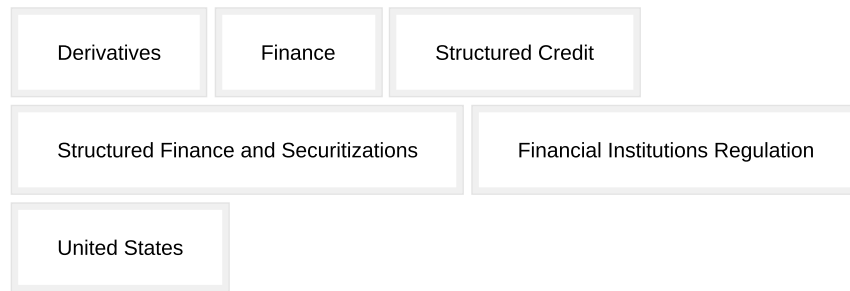 Derivatives Finance Structured Credit
Structured Finance and Securitizations Financial Institutions Regulation
United States